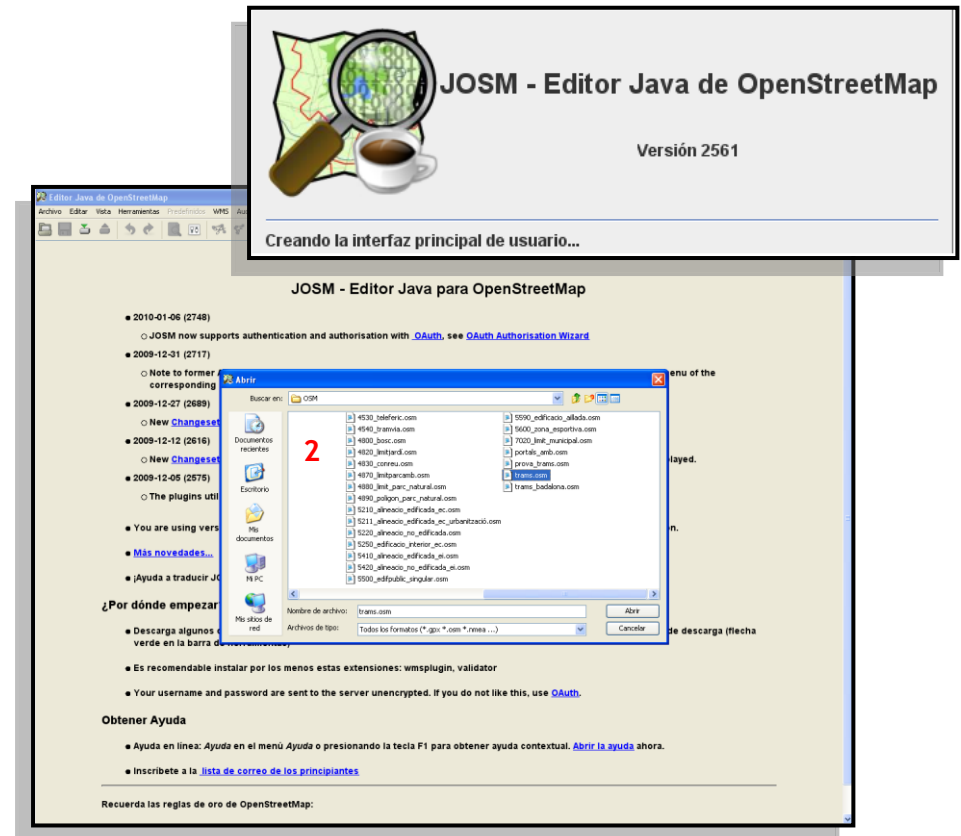 JOSM - Editor Java de OpenStreetMap
Versión 2561
Creando la interfaz principal de usuario...
Editor Java de OpenStreetMap
Archivo Editar Vista Herramientas Predefinidos WMS
JOSM - Editor Java para OpenStreetMap
2010-01-06 (2748)
JOSM now supports authentication and authorisation with OAuth, see OAuth Authorisation Wizard
2009-12-31 (2717)
Note to former
enu of the
corresponding
2009-12-27 (2689)
New Changeset
2009-12-12 (2616)
New Changeset
layed.
2009-12-05 (2575)
The plugins util
You are using vers
n.
Más novedades...
¡Ayuda a traducir JO
¿Por dónde empezar
Descarga algunos
de descarga (flecha
verde en la barra de herramientas)
Es recomendable instalar por los menos estas extensiones: wmsplugin, validator
Your username and password are sent to the server unencrypted. If you do not like this, use OAuth.
Obtener Ayuda
Ayuda en línea: Ayuda en el menú Ayuda o presionando la tecla F1 para obtener ayuda contextual. Abrir la ayuda ahora.
Inscríbete a la lista de correo de los principiantes
Recuerda las reglas de oro de OpenStreetMap:
Abrir
Buscar en: OSM
Documentos recientes
Escritorio
Mis documentos
Mi PC
Mis sitios de red
2
4530_teleferic.osm
4540_tramvia.osm
4800_bosc.osm
4820_limitjardi.osm
4830_conreu.osm
4870_limitparcamb.osm
4880_limit_parc_natural.osm
4890_poligon_parc_natural.osm
5210_alineacio_edificada_ec.osm
5211_alineacio_edificada_ec_urbanització.osm
5220_alineacio_no_edificada.osm
5250_edificacio_interior_ec.osm
5410_alineacio_edificada_ei.osm
5420_alineacio_no_edificada_ei.osm
5500_edifpublic_singular.osm
5590_edificacio_aillada.osm
5600_zona_esportiva.osm
7020_limit_municipal.osm
portals_amb.osm
prova_trams.osm
trams.osm
trams_badalona.osm
Nombre de archivo: trams.osm
Abrir
Archivos de tipo: Todos los formatos (*.gpx *.osm *.nmea ...)
Cancelar